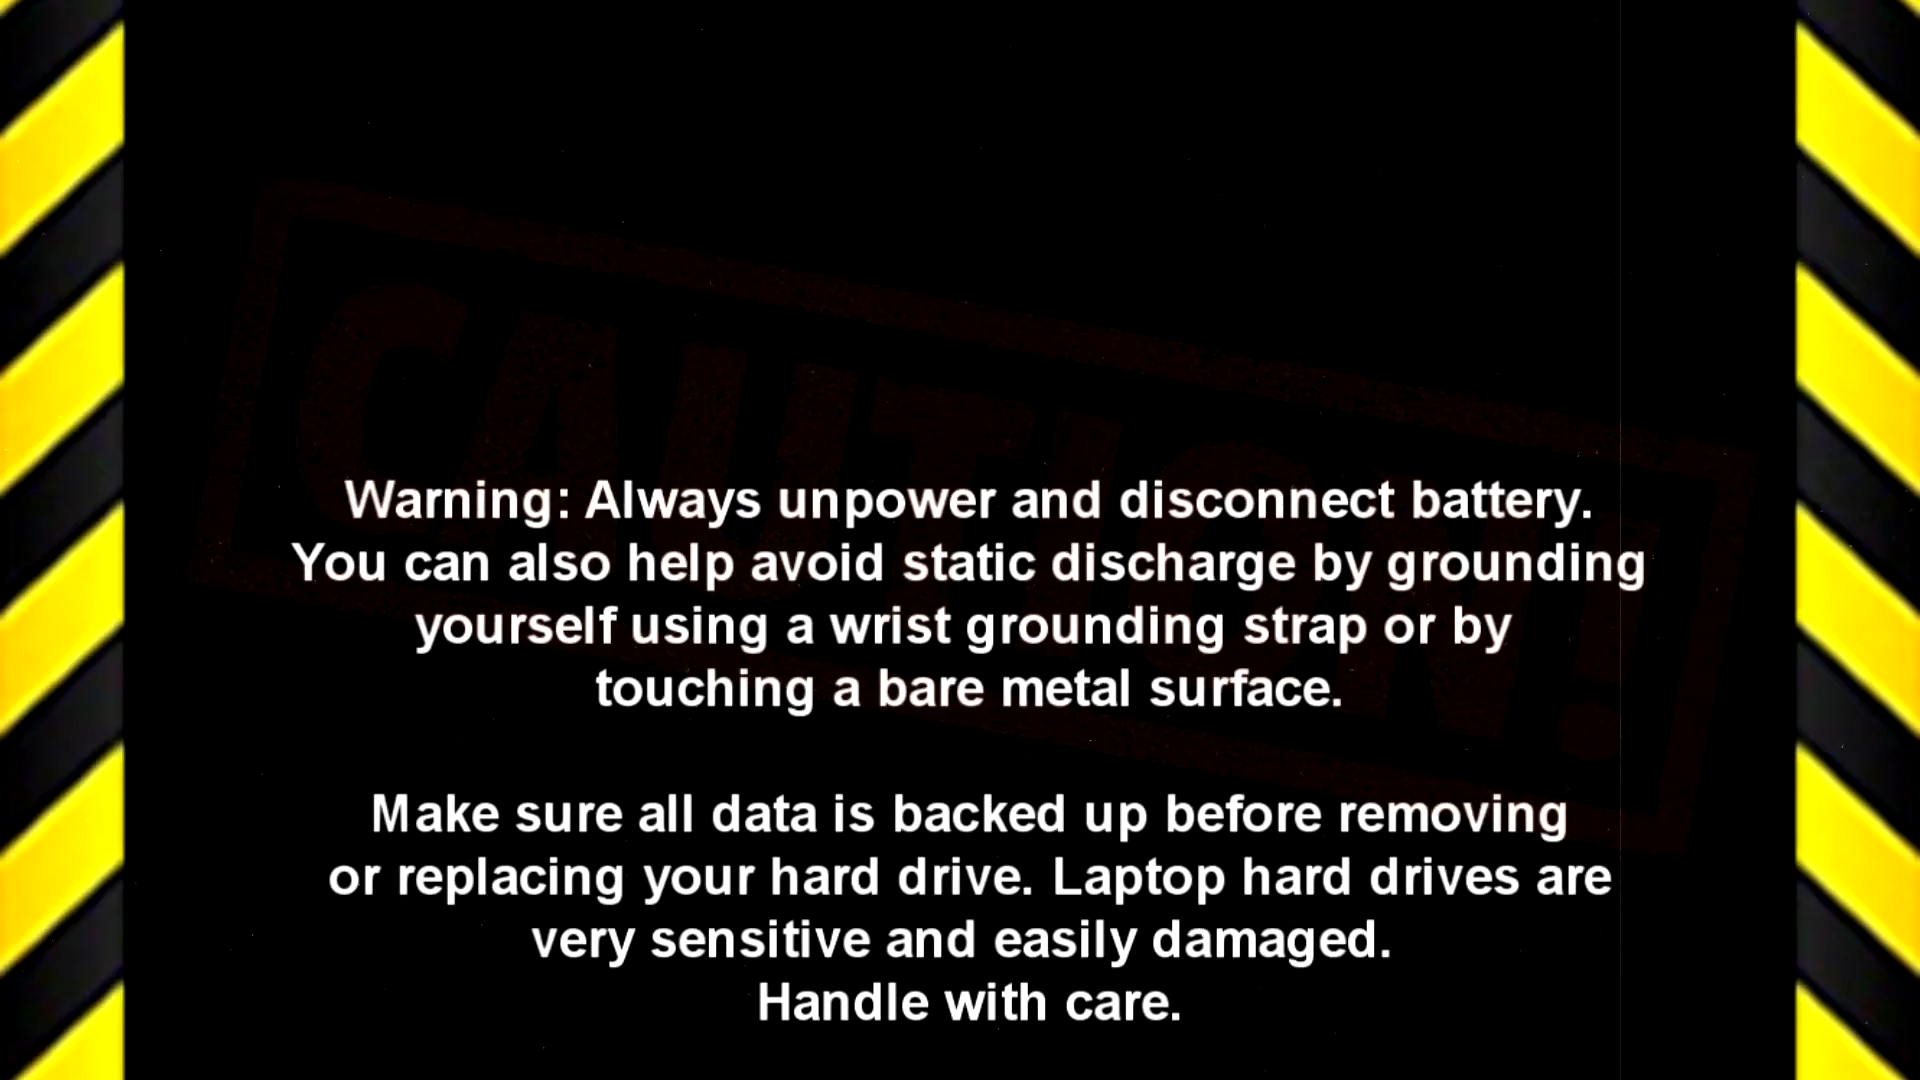 CAUTION!
Warning: Always unpower and disconnect battery.
You can also help avoid static discharge by grounding
yourself using a wrist grounding strap or by
touching a bare metal surface.
Make sure all data is backed up before removing
or replacing your hard drive. Laptop hard drives are
very sensitive and easily damaged.
Handle with care.